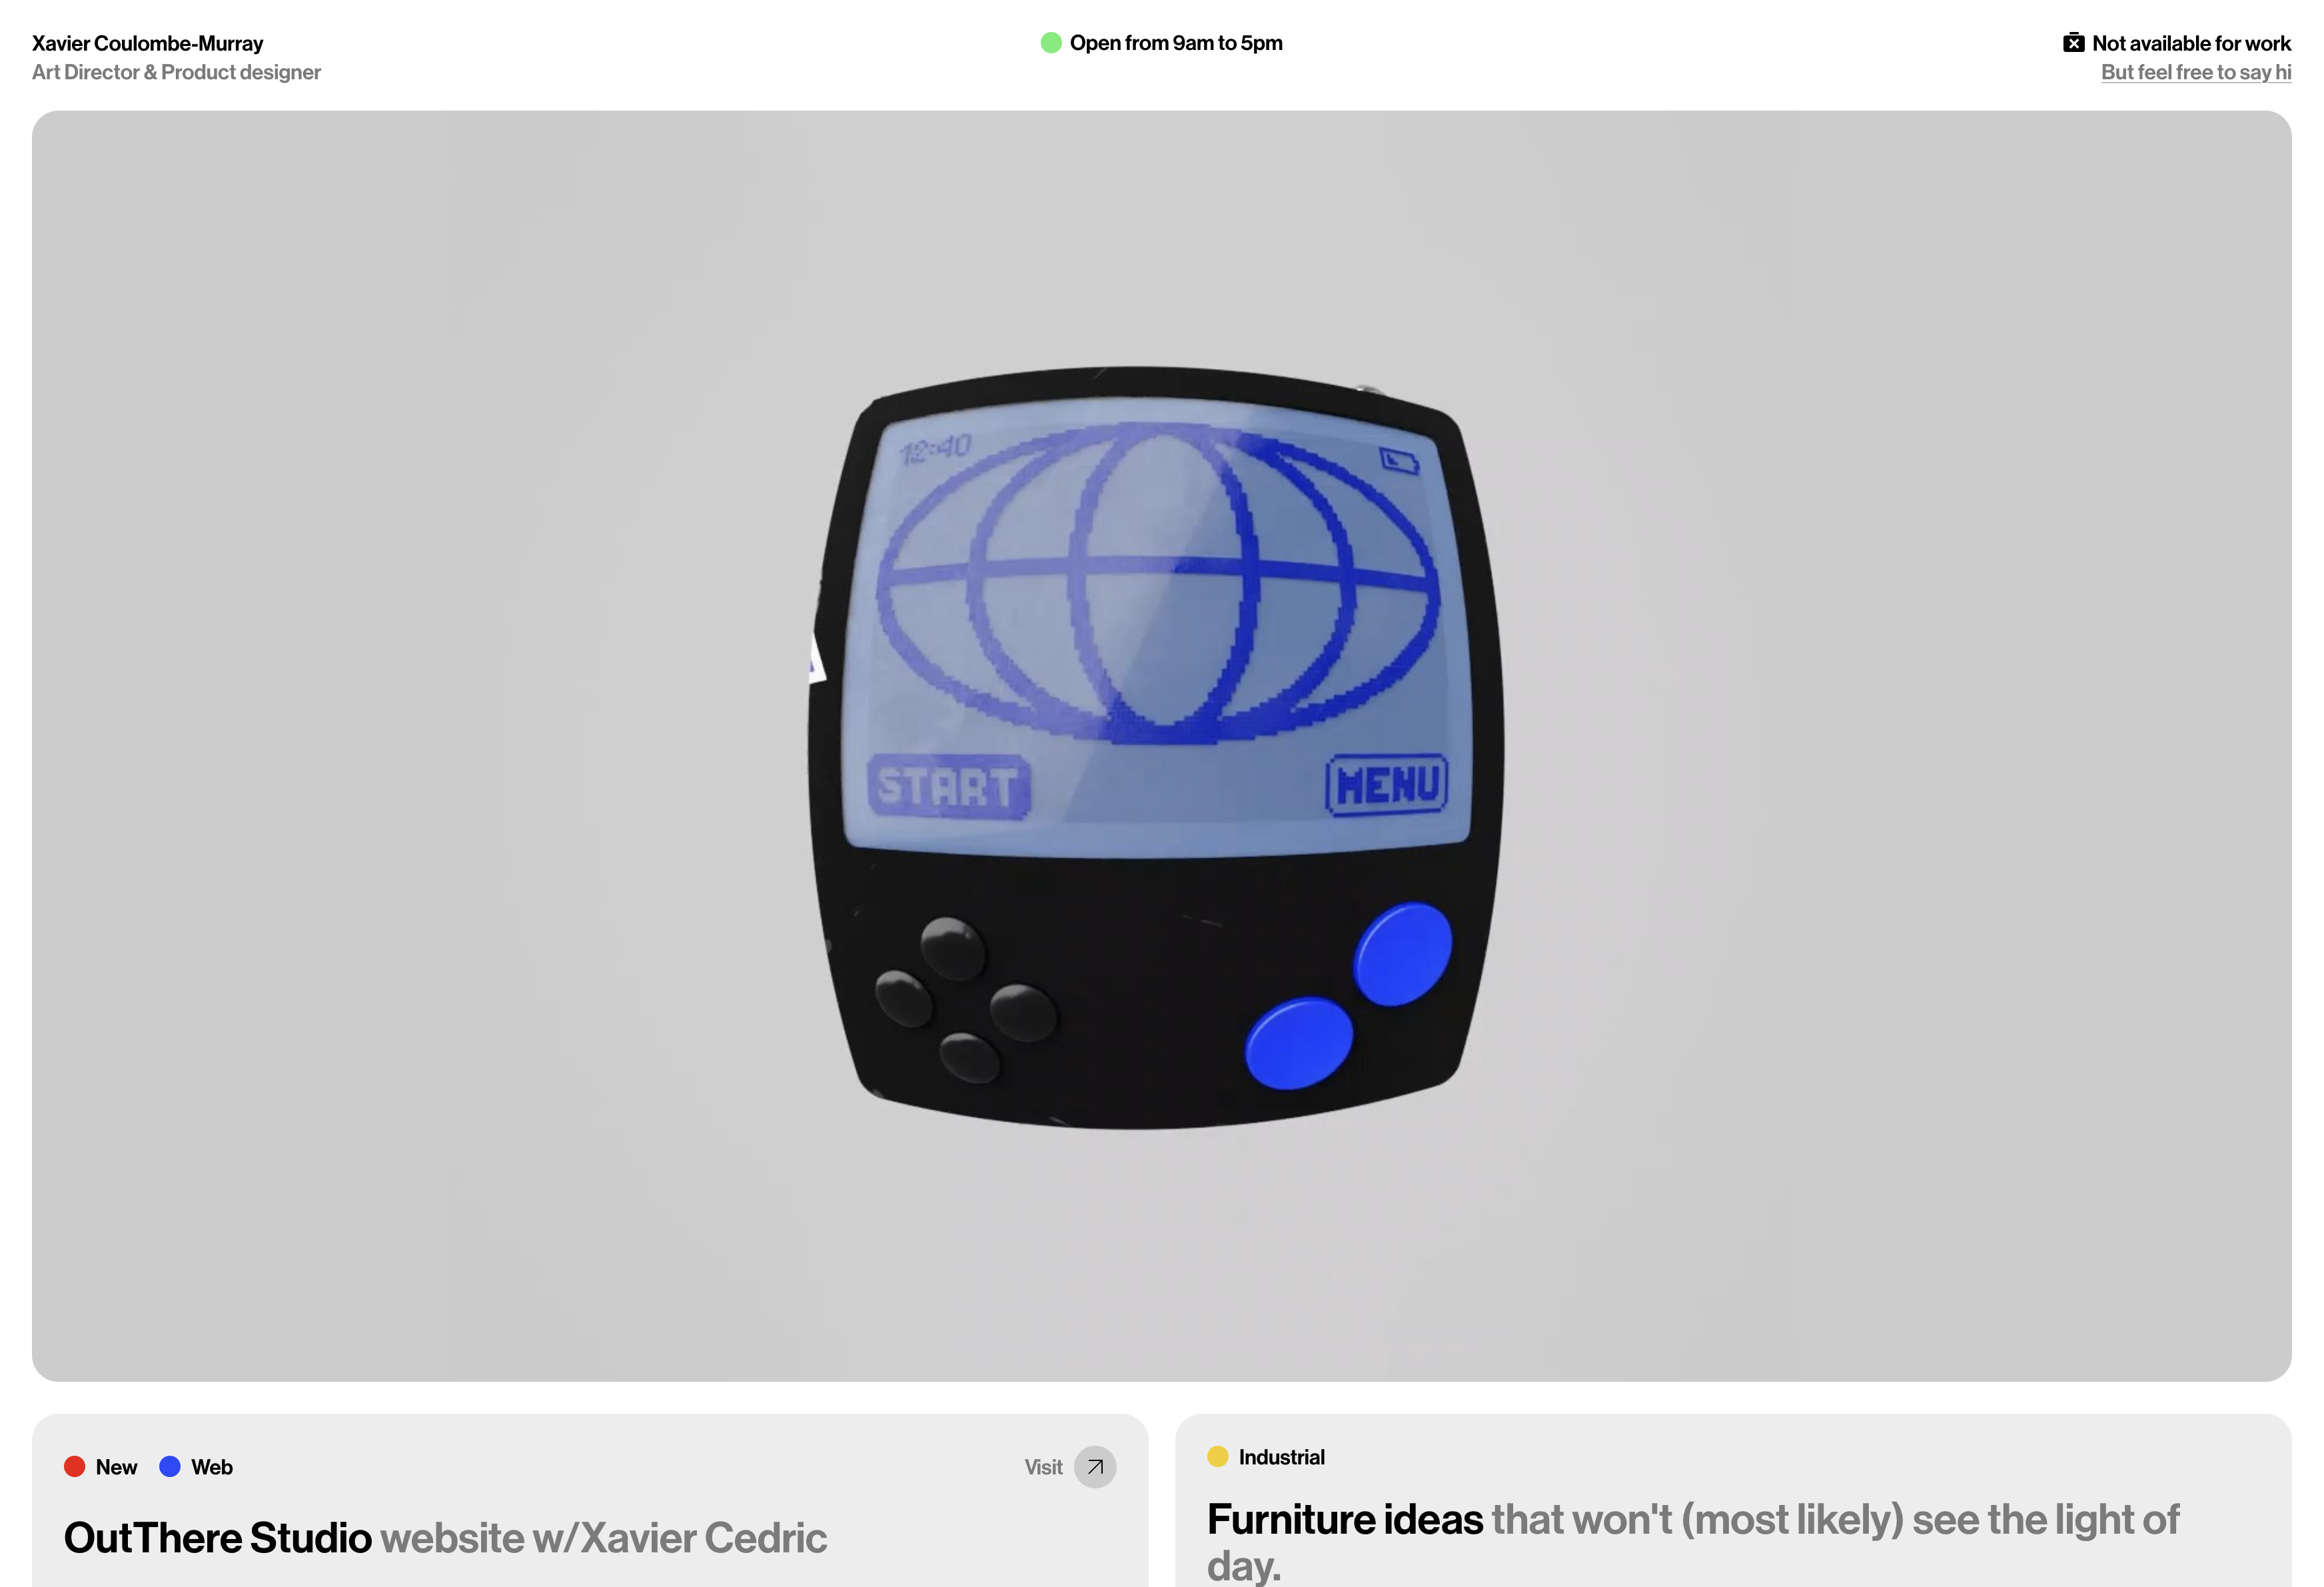 Xavier Coulombe-Murray
Art Director & Product designer
Open from 9am to 5pm
Not available for work
But feel free to say hi
12:40
START
MENU
New
Web
Visit
OutThere Studio website w/Xavier Cedric
Industrial
Furniture ideas that won't (most likely) see the light of
day.